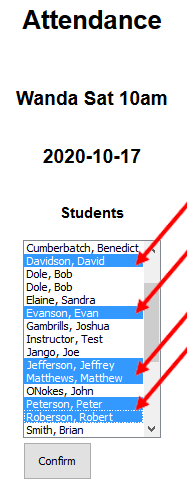 Attendance
Wanda Sat 10am
2020-10-17
Students
Cumberbatch, Benedict
Davidson, David
Dole, Bob
Dole, Bob
Elaine, Sandra
Evanson, Evan
Gambrills, Joshua
Instructor, Test
Jango, Joe
Jefferson, Jeffrey
Matthews, Matthew
ONokes, John
Peterson, Peter
Roberson, Robert
Smith, Brian
Confirm